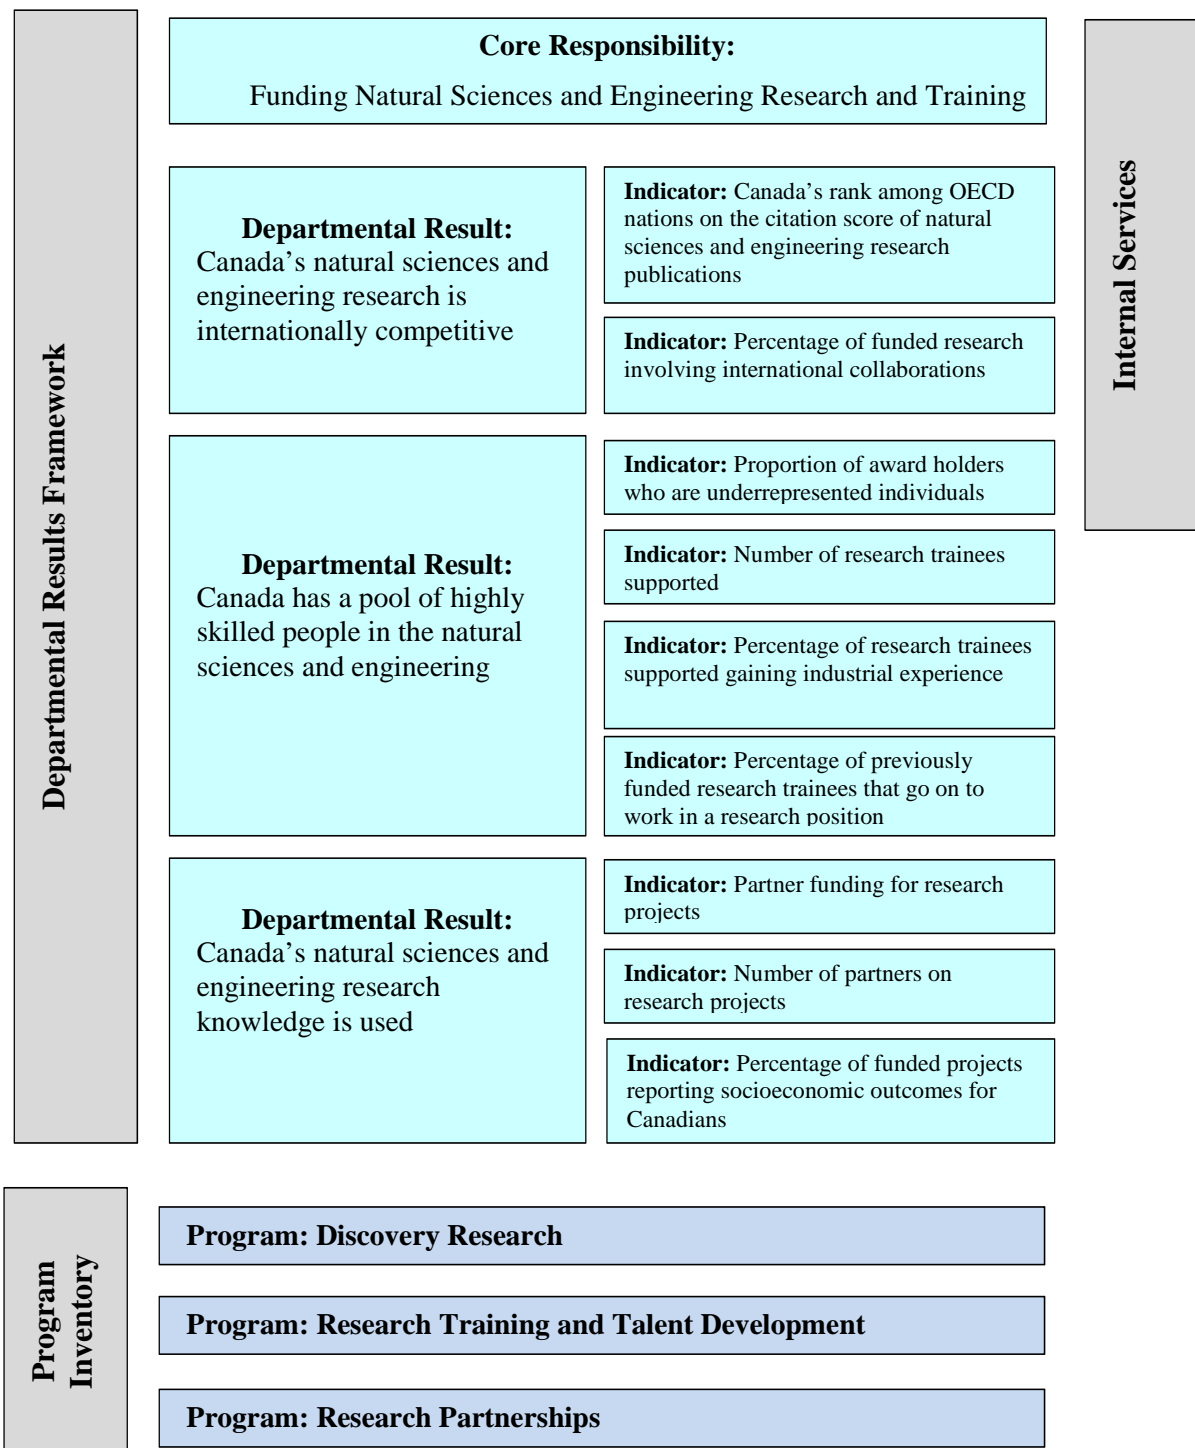 Departmental Results Framework
Core Responsibility:
Funding Natural Sciences and Engineering Research and Training
Internal Services
Departmental Result:
Canada’s natural sciences and
engineering research is
internationally competitive
Indicator: Canada’s rank among OECD
nations on the citation score of natural
sciences and engineering research
publications
Indicator: Percentage of funded research
involving international collaborations
Departmental Result:
Canada has a pool of highly
skilled people in the natural
sciences and engineering
Indicator: Proportion of award holders
who are underrepresented individuals
Indicator: Number of research trainees
supported
Indicator: Percentage of research trainees
supported gaining industrial experience
Indicator: Percentage of previously
funded research trainees that go on to
work in a research position
Departmental Result:
Canada’s natural sciences and
engineering research
knowledge is used
Indicator: Partner funding for research
projects
Indicator: Number of partners on
research projects
Indicator: Percentage of funded projects
reporting socioeconomic outcomes for
Canadians
Program
Inventory
Program: Discovery Research
Program: Research Training and Talent Development
Program: Research Partnerships